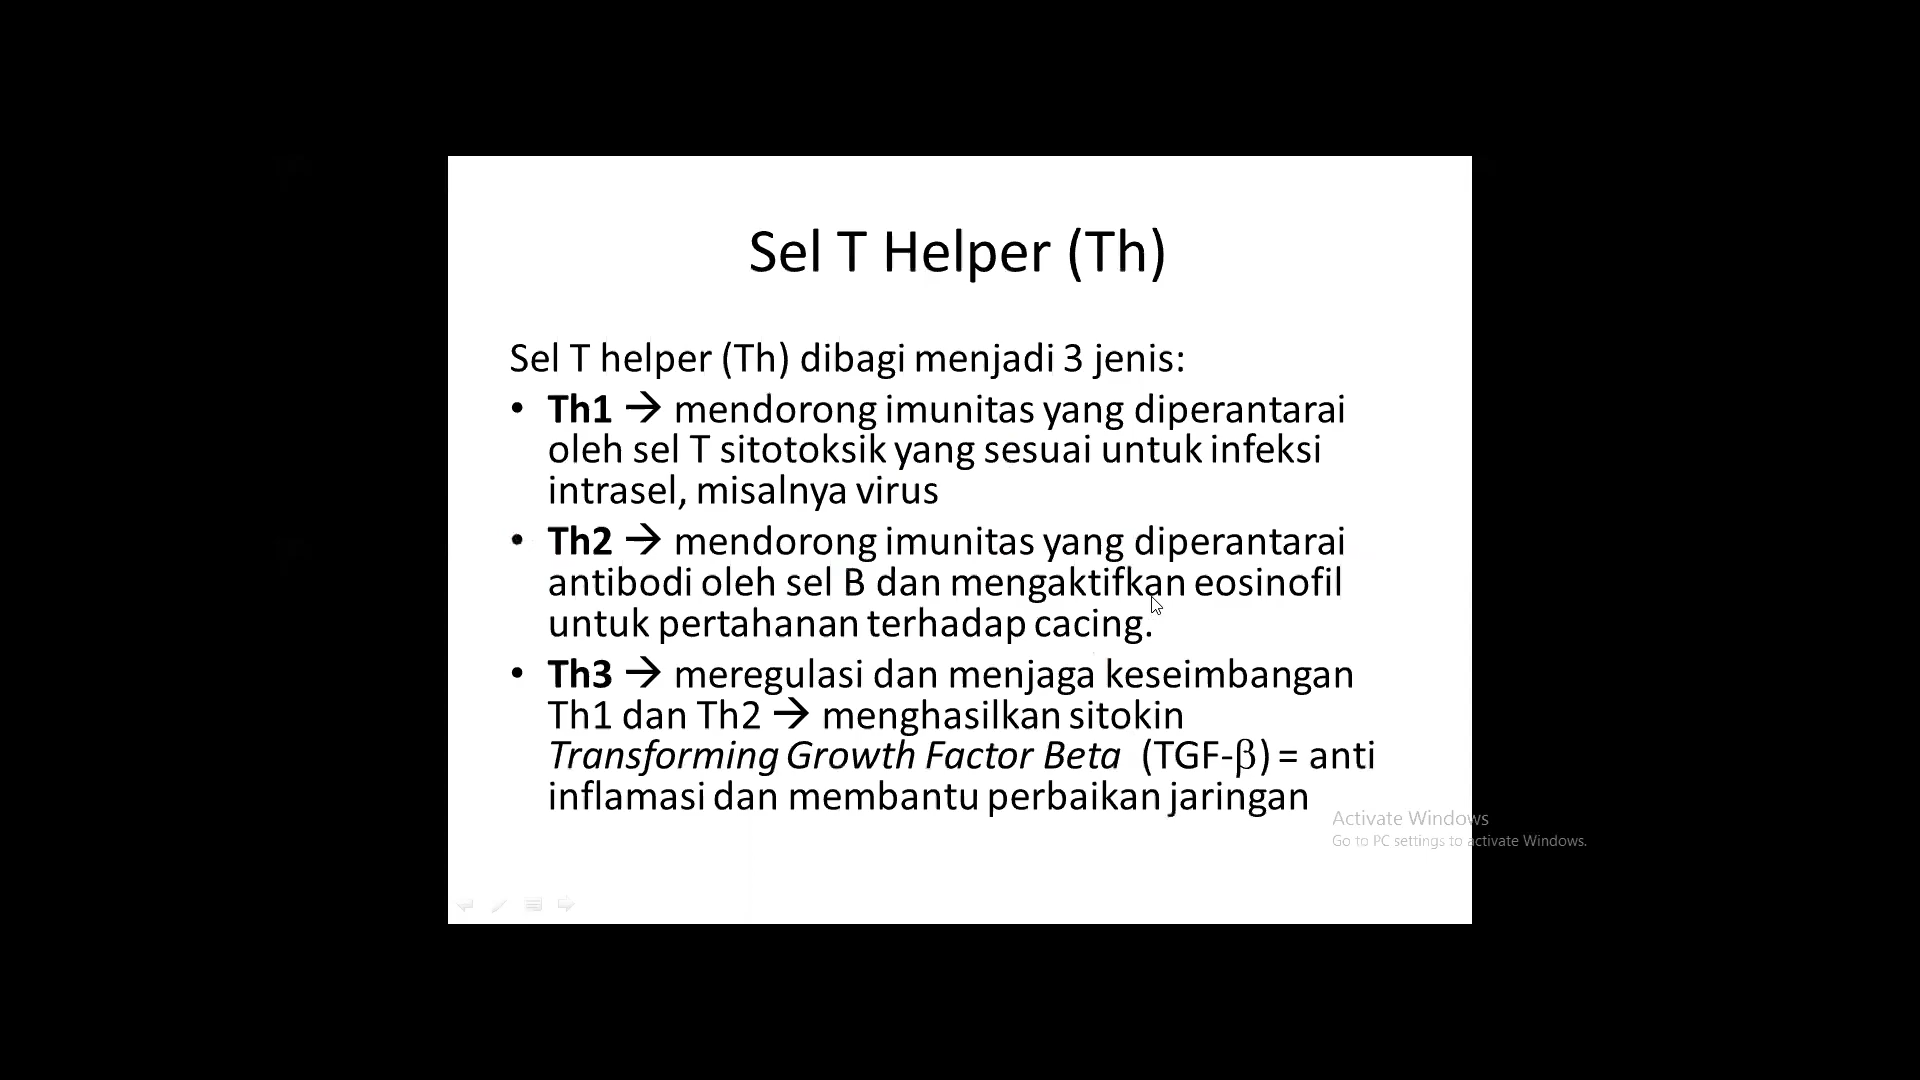 Sel T Helper (Th)
Sel T helper (Th) dibagi menjadi 3 jenis:
• Th1 → mendorong imunitas yang diperantarai
oleh sel T sitotoksik yang sesuai untuk infeksi
intrasel, misalnya virus
• Th2 → mendorong imunitas yang diperantarai
antibodi oleh sel B dan mengaktifkan eosinofil
untuk pertahanan terhadap cacing.
• Th3 → meregulasi dan menjaga keseimbangan
Th1 dan Th2 → menghasilkan sitokin
Transforming Growth Factor Beta (TGF-β) = anti
inflamasi dan membantu perbaikan jaringan
Activate Windows
Go to PC settings to activate Windows.